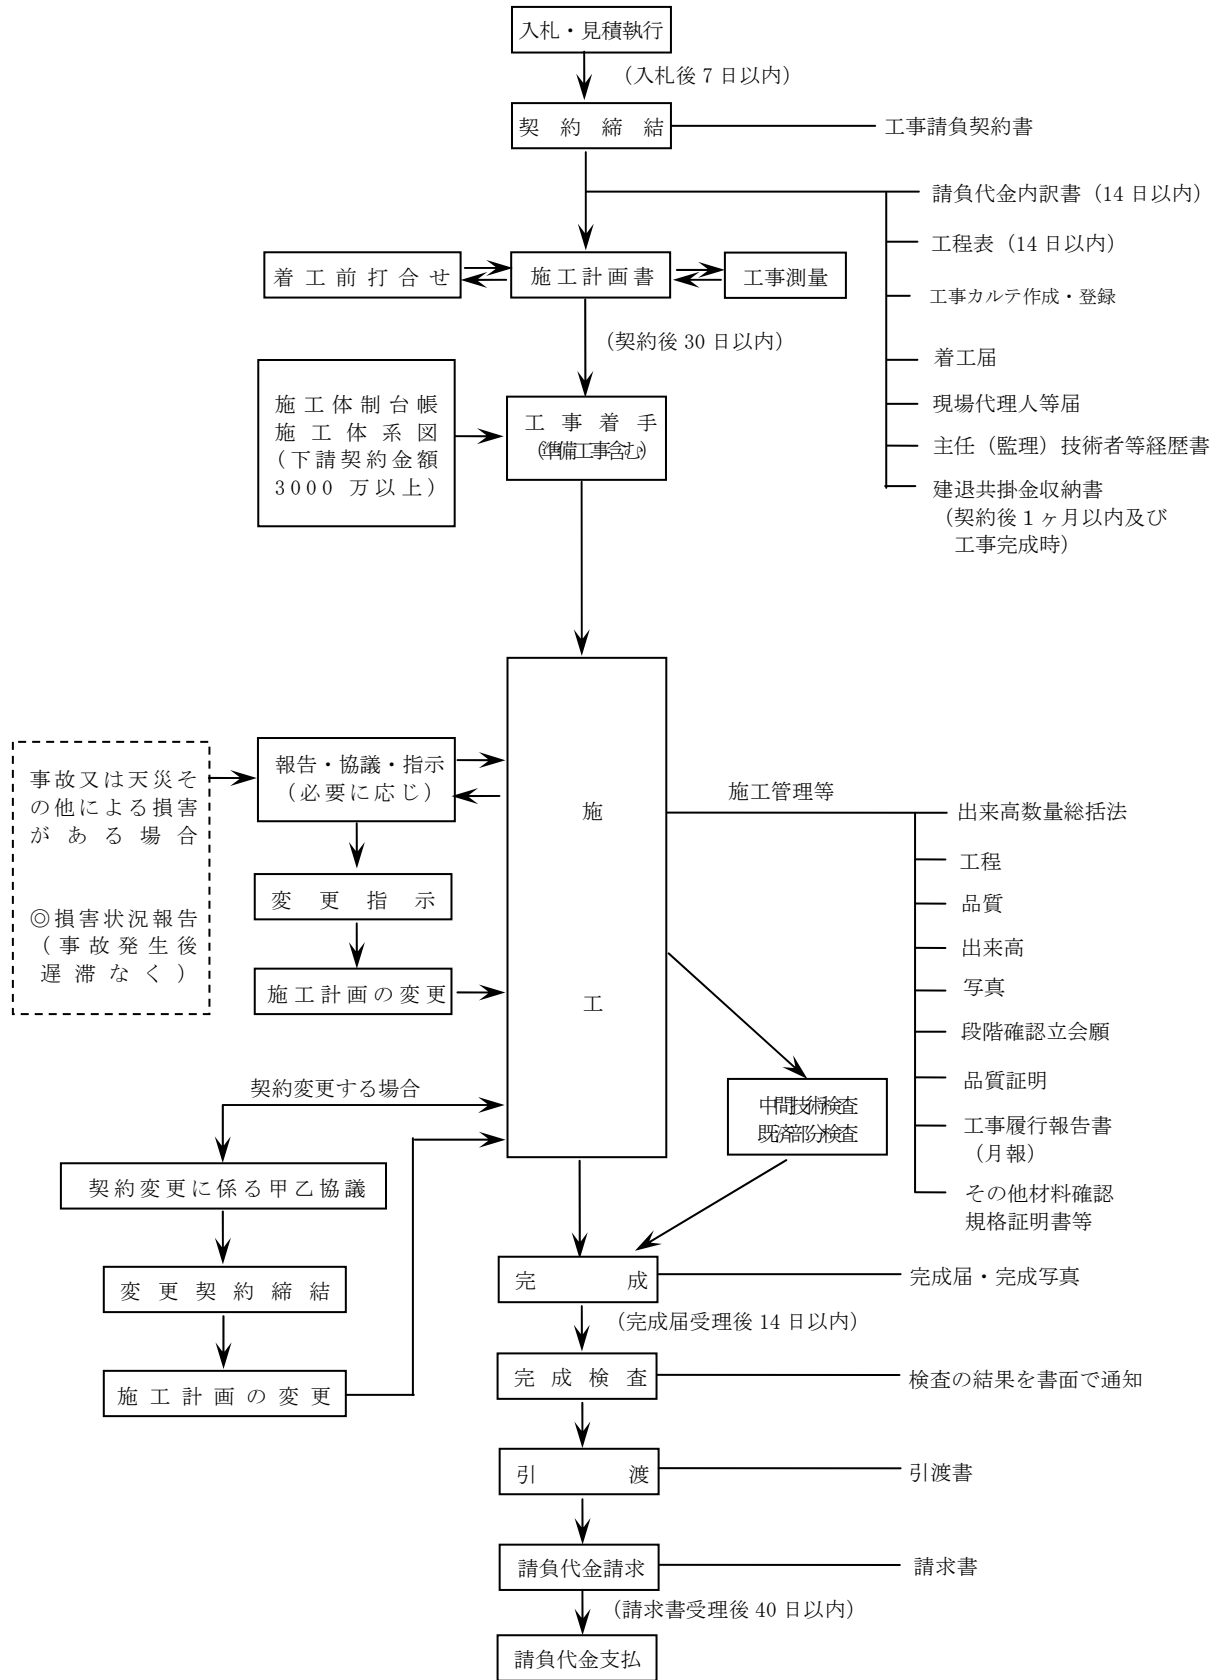 入札・見積執行
（入札後 7 日以内）
契約締結
工事請負契約書
請負代金内訳書（14 日以内）
工程表（14 日以内）
工事カルテ作成・登録
着工届
現場代理人等届
主任（監理）技術者等経歴書
建退共掛金収納書
（契約後１ヶ月以内及び
工事完成時）
着工前打合せ
施工計画書
工事測量
（契約後 30 日以内）
施工体制台帳
施工体系図
（下請契約金額
3000 万以上）
工事着手
（準備工事含む）
施
工
事故又は天災そ
の他による損害
がある場合
◎損害状況報告
（事故発生後
遅滞なく）
報告・協議・指示
（必要に応じ）
変更指示
施工計画の変更
施工管理等
出来高数量総括法
工程
品質
出来高
写真
段階確認立会願
品質証明
工事履行報告書
（月報）
その他材料確認
規格証明書等
中間技術検査
既済部分検査
契約変更する場合
契約変更に係る甲乙協議
変更契約締結
施工計画の変更
完成
完成届・完成写真
（完成届受理後 14 日以内）
完成検査
検査の結果を書面で通知
引渡
引渡書
請負代金請求
請求書
（請求書受理後 40 日以内）
請負代金支払